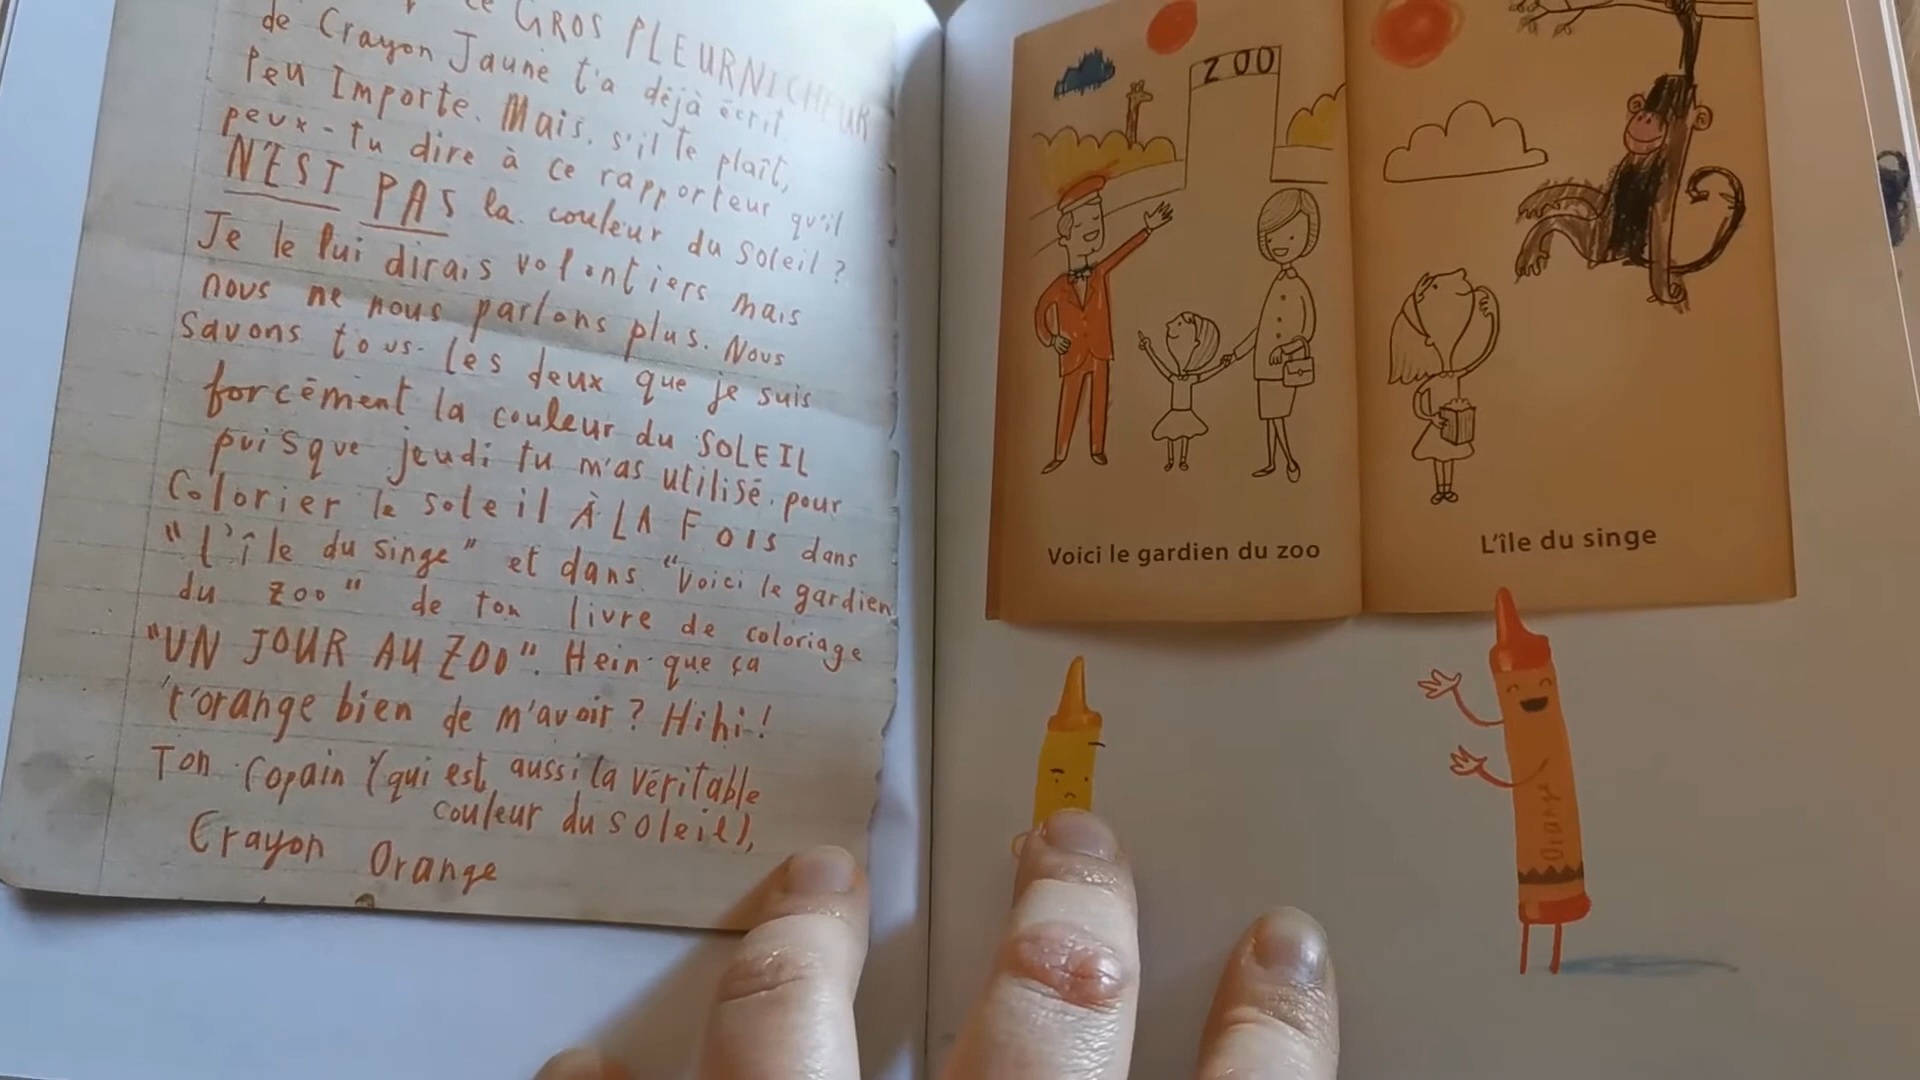 ce GROS PLEURNICHEUR
de Crayon Jaune t'a déjà écrit.
Peu Importe. Mais, s'il te plaît,
peux-tu dire à ce rapporteur qu'il
N'EST PAS la couleur du soleil ?
Je le lui dirais volontiers mais
nous ne nous parlons plus. Nous
savons tous les deux que je suis
forcément la couleur du SOLEIL
puisque jeudi tu m'as utilisé pour
colorier le soleil À LA FOIS dans
"l'île du singe" et dans "Voici le gardien
du zoo" de ton livre de coloriage
"UN JOUR AU ZOO". Hein que ça
t'orange bien de m'avoir ? Hihi !
Ton Copain (qui est aussi la véritable
couleur du soleil),
Crayon Orange
ZOO
Voici le gardien du zoo
L'île du singe
Orange